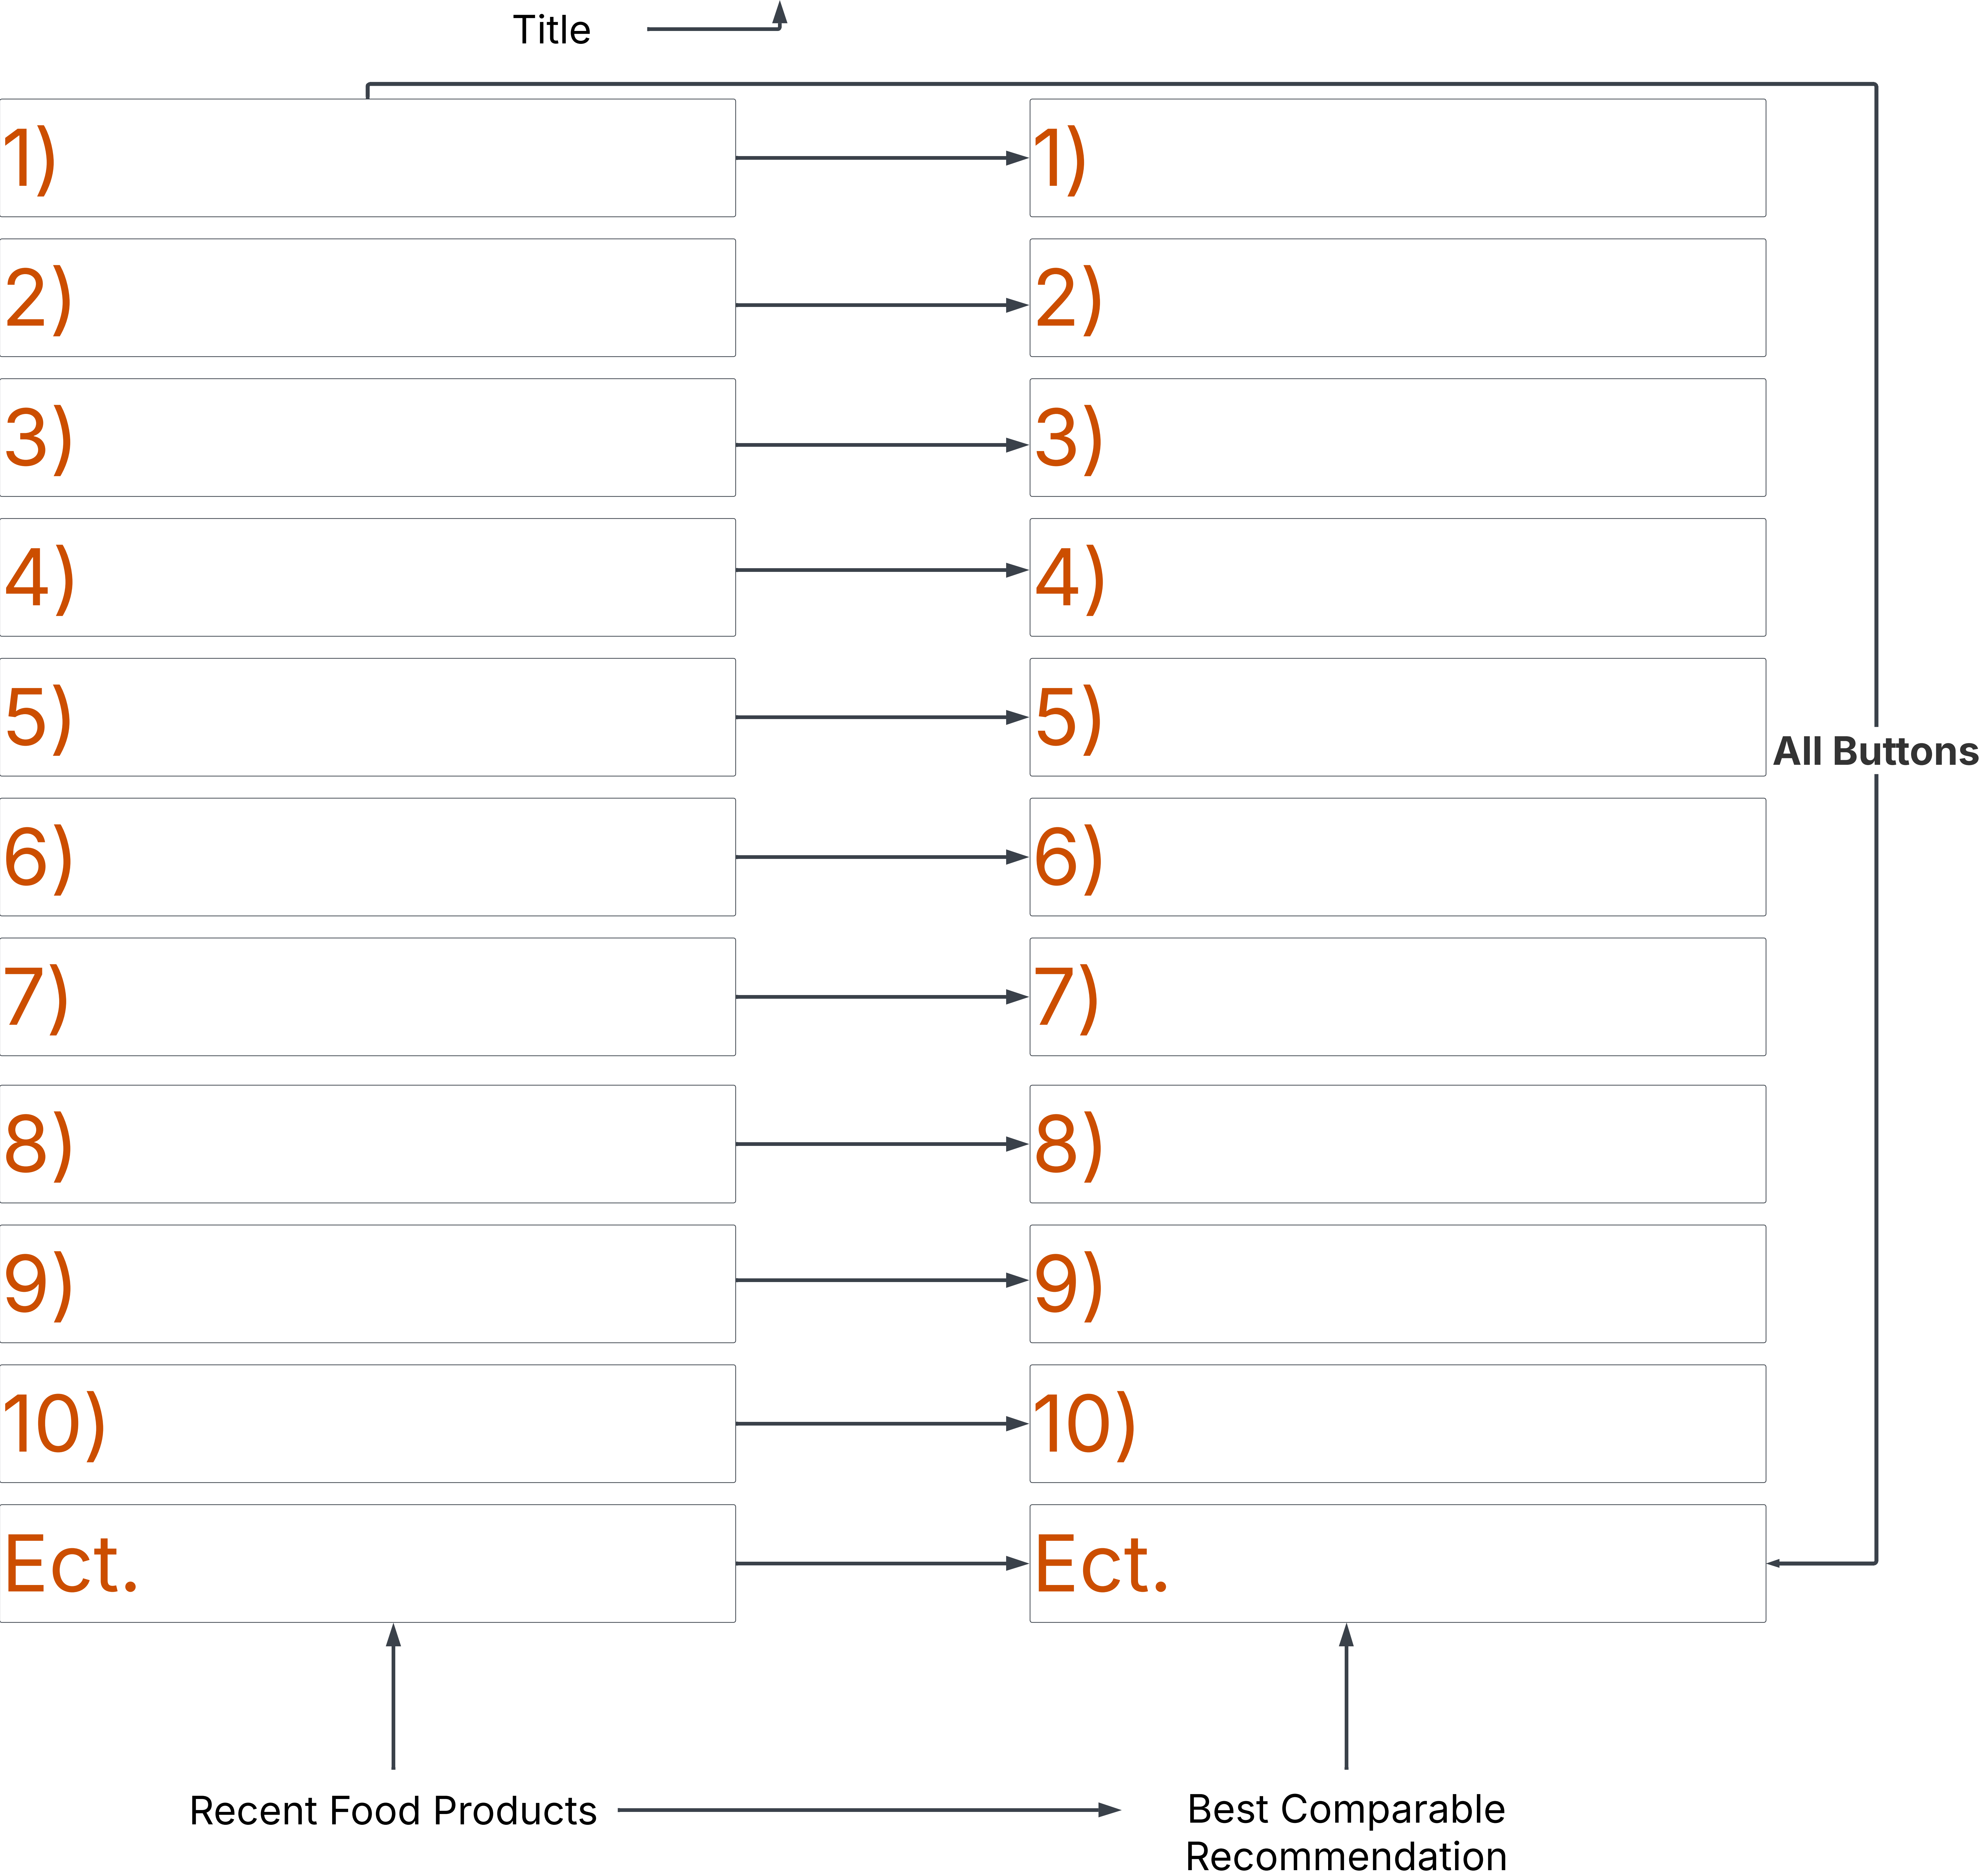 Title
1)
1)
2)
2)
3)
3)
4)
4)
5)
5)
All Buttons
6)
6)
7)
7)
8)
8)
9)
9)
10)
10)
Ect.
Ect.
Recent Food Products
Best Comparable
Recommendation